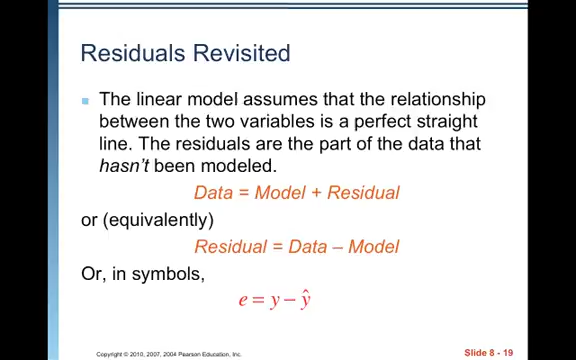 Residuals Revisited
The linear model assumes that the relationship
between the two variables is a perfect straight
line. The residuals are the part of the data that
hasn’t been modeled.
Data = Model + Residual
or (equivalently)
Residual = Data – Model
Or, in symbols,
e = y − ŷ
Copyright © 2010, 2007, 2004 Pearson Education, Inc.
Slide 8 - 19